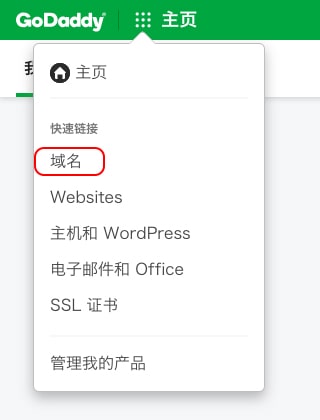 GoDaddy 主页
我
主页
快速链接
域名
Websites
主机和 WordPress
电子邮件和 Office
SSL 证书
管理我的产品